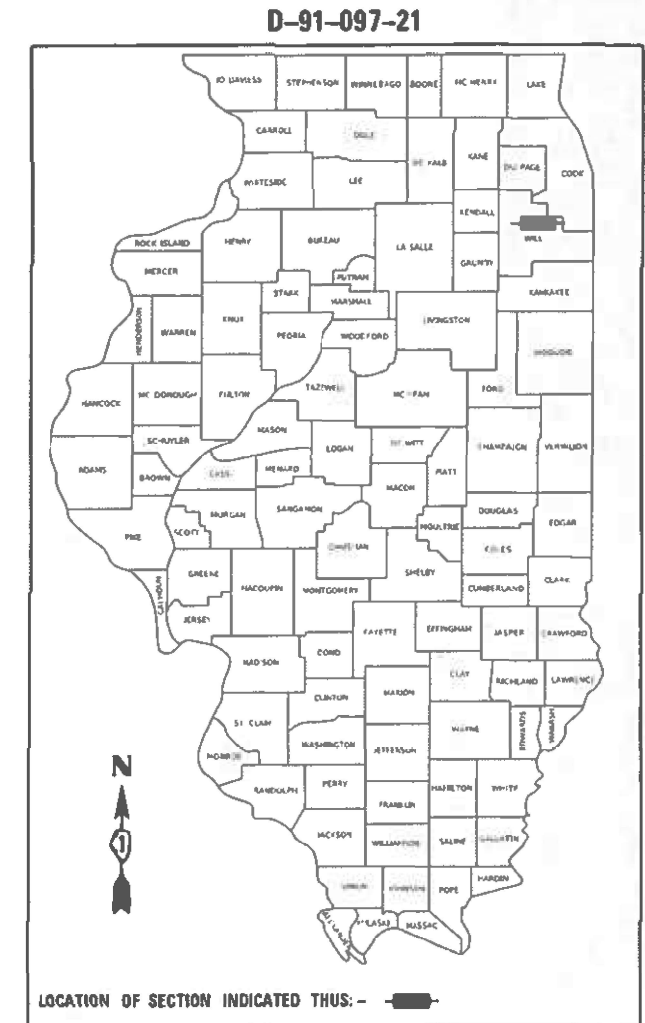 D-91-097-21
JO DAVIESS STEPHENSON WINNEBAGO BOONE MC HENRY LAKE
CARROLL OGLE DE KALB KANE DU PAGE COOK
WHITESIDE LEE
KENDALL
WILL
ROCK ISLAND HENRY BUREAU LA SALLE
GRUNDY
MERCER
PUTNAM
STARK MARSHALL KANKAKEE
HENDERSON WARREN KNOX PEORIA WOODFORD LIVINGSTON
IROQUOIS
HANCOCK MC DONOUGH FULTON TAZEWELL MC LEAN FORD
MASON
SCHUYLER LOGAN DE WITT CHAMPAIGN VERMILION
ADAMS BROWN CASS MENARD PIATT
MACON
MORGAN SANGAMON DOUGLAS
PIKE SCOTT MOULTRIE EDGAR
CHRISTIAN COLES
GREENE MACOUPIN MONTGOMERY SHELBY CLARK
CALHOUN CUMBERLAND
JERSEY
FAYETTE EFFINGHAM JASPER CRAWFORD
MADISON BOND
CLAY RICHLAND LAWRENCE
CLINTON MARION
ST. CLAIR WAYNE EDWARDS WABASH
WASHINGTON JEFFERSON
MONROE
RANDOLPH PERRY HAMILTON WHITE
FRANKLIN
JACKSON WILLIAMSON SALINE GALLATIN
UNION JOHNSON POPE HARDIN
ALEXANDER PULASKI MASSAC
N
1
LOCATION OF SECTION INDICATED THUS: -